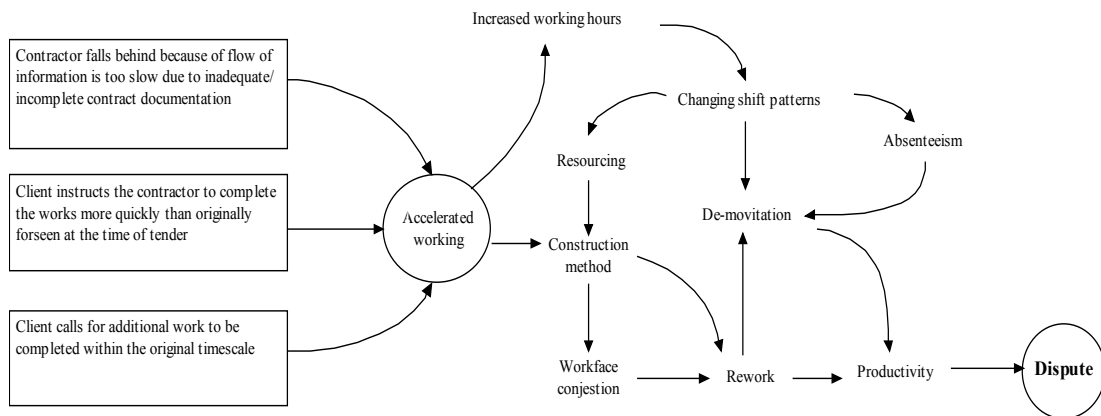 Increased working hours
Contractor falls behind because of flow of
information is too slow due to inadequate/
incomplete contract documentation
Changing shift patterns
Absenteeism
Resourcing
Client instructs the contractor to complete
the works more quickly than originally
forseen at the time of tender
Accelerated
working
De-movitation
Construction
method
Client calls for additional work to be
completed within the original timescale
Workface
conjestion
Rework
Productivity
Dispute